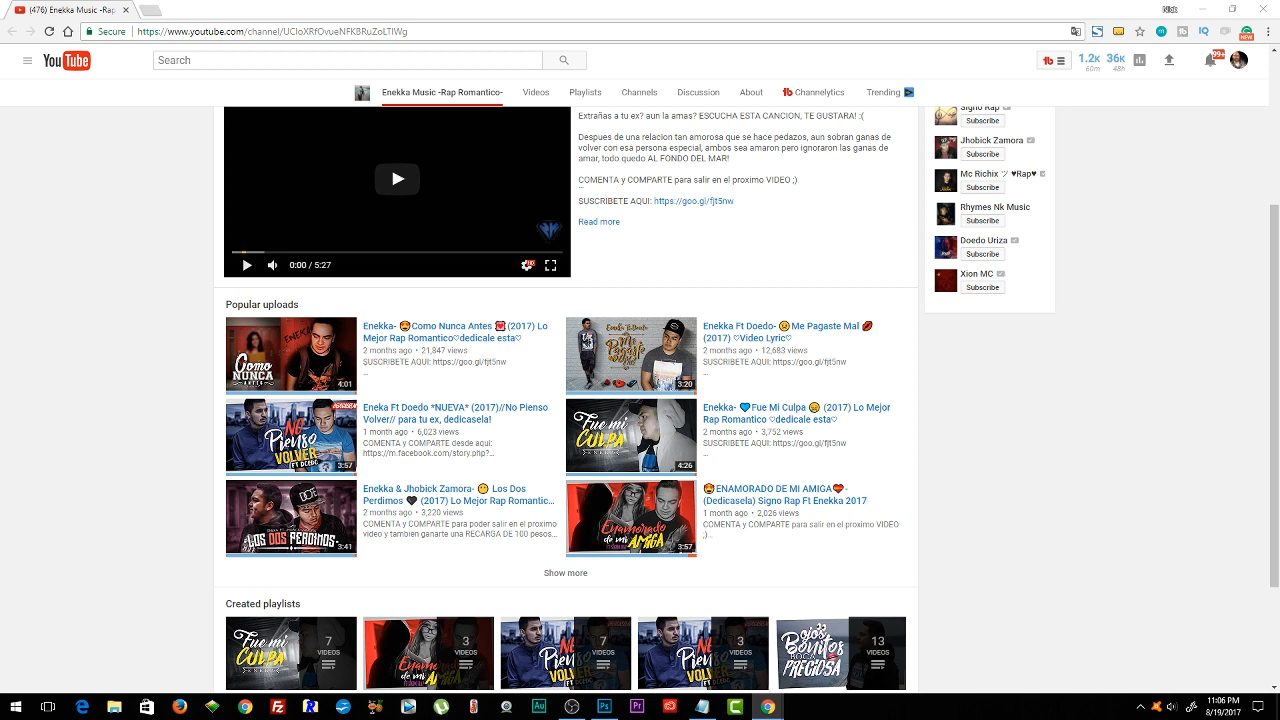 (476) Enekka Music -Rap
Nick
Secure
https://www.youtube.com/channel/UCIoXRfOvueNFKBRuZoLTIWg
NEW
YouTube
Search
1.2K
60m
36K
48h
99+
Enekka Music -Rap Romantico-
Videos
Playlists
Channels
Discussion
About
Channelytics
Trending
Extrañas a tu ex? aun la amas? ESCUCHA ESTA CANCION, TE GUSTARA! :(
Despues de una relacion tan amorosa que se hace pedazos, aun sobran ganas de
volver con esa persona especial, ambos sea amaron pero ignoraron las ganas de
amar, todo quedo AL FONDO DEL MAR!
COMENTA y COMPARTE para salir en el proximo VIDEO ;)
...
SUSCRIBETE AQUI: https://goo.gl/fjt5nw
Read more
0:00 / 5:27
HD
Signo Rap
Subscribe
Jhobick Zamora
Subscribe
Mc Richix ツ ♥Rap♥
Subscribe
Rhymes Nk Music
Subscribe
Doedo Uriza
Subscribe
Xion MC
Subscribe
Popular uploads
COMO
NUNCA
ANTES
4:01
Enekka- 😍Como Nunca Antes 💓(2017) Lo
Mejor Rap Romantico♡dedicale esta♡
2 months ago • 21,847 views
SUSCRIBETE AQUI: https://goo.gl/fjt5nw
...
3:20
Enekka Ft Doedo- 😔Me Pagaste Mal 💋
(2017) ♡Video Lyric♡
2 months ago • 12,683 views
SUSCRIBETE AQUI: https://goo.gl/fjt5nw
...
NO
PIENSO
VOLVER
3:57
Eneka Ft Doedo *NUEVA* (2017)//No Pienso
Volver// para tu ex, dedicasela!
1 month ago • 6,023 views
COMENTA y COMPARTE desde aqui:
https://m.facebook.com/story.php?...
Fue mi
CULPA
4:26
Enekka- 💙Fue Mi Culpa 😞 (2017) Lo Mejor
Rap Romantico ♡dedicale esta♡
2 months ago • 3,752 views
SUSCRIBETE AQUI: https://goo.gl/fjt5nw
...
LOS DOS PERDIMOS
3:41
Enekka & Jhobick Zamora- 😶 Los Dos
Perdimos 🖤 (2017) Lo Mejor Rap Romantic...
2 months ago • 3,220 views
COMENTA y COMPARTE para poder salir en el proximo
video y tambien ganarte una RECARGA DE 100 pesos...
Enamorado
DE MI AMIGA
3:57
😍ENAMORADO DE MI AMIGA❤-
(Dedicasela) Signo Rap Ft Enekka 2017
1 month ago • 2,026 views
COMENTA y COMPARTE para salir en el proximo VIDEO
;)...
Show more
Created playlists
Fue mi
CULPA
7
VIDEOS
3
VIDEOS
PIENSO
VOLVER
7
VIDEOS
PIENSO
VOLVER
3
VIDEOS
OJOS
BONITOS
BOCA
PRECIOSA
13
VIDEOS
Au
Ps
Pr
11:06 PM
8/19/2017